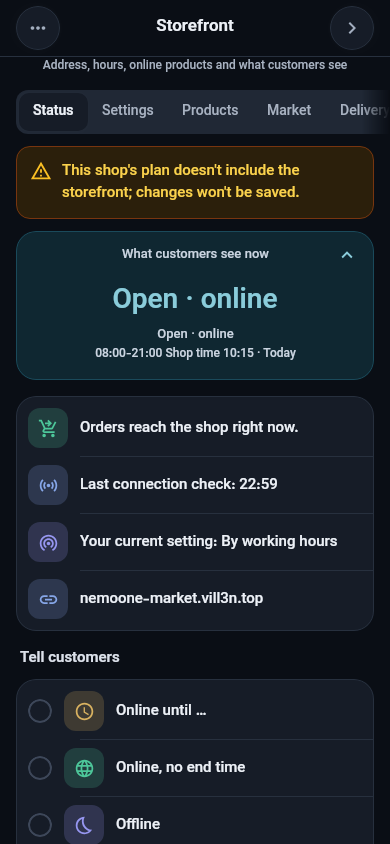 Storefront
Address, hours, online products and what customers see
Status
Settings
Products
Market
Delivery
This shop's plan doesn't include the
storefront; changes won't be saved.
What customers see now
Open · online
Open · online
08:00-21:00 Shop time 10:15 · Today
Orders reach the shop right now.
Last connection check: 22:59
Your current setting: By working hours
nemoone-market.vill3n.top
Tell customers
Online until …
Online, no end time
Offline